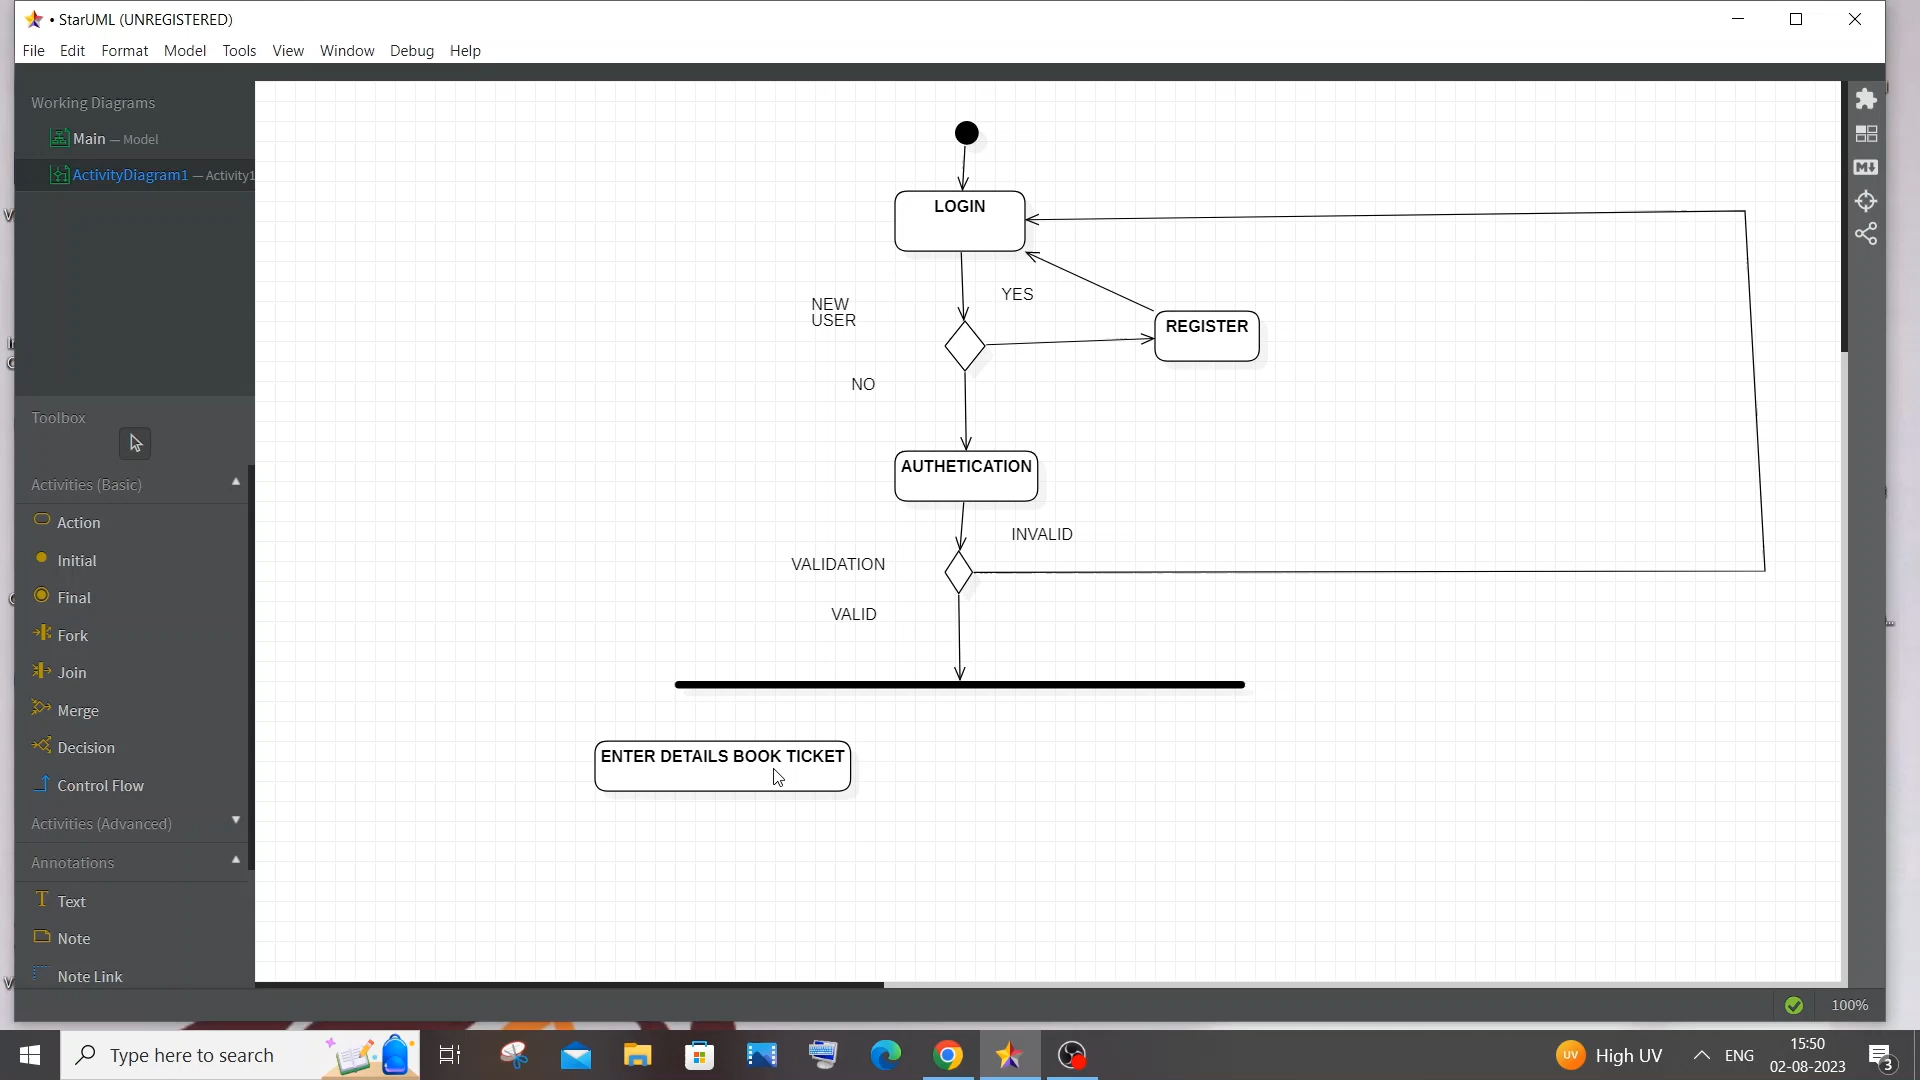 • StarUML (UNREGISTERED)
File Edit Format Model Tools View Window Debug Help
Working Diagrams
Main — Model
ActivityDiagram1 — Activity1
Toolbox
Activities (Basic)
Action
Initial
Final
Fork
Join
Merge
Decision
Control Flow
Activities (Advanced)
Annotations
Text
Note
Note Link
LOGIN
YES
NEW
USER
REGISTER
NO
AUTHETICATION
INVALID
VALIDATION
VALID
ENTER DETAILS BOOK TICKET
M
100%
Type here to search
UV
High UV
ENG
15:50
02-08-2023
3